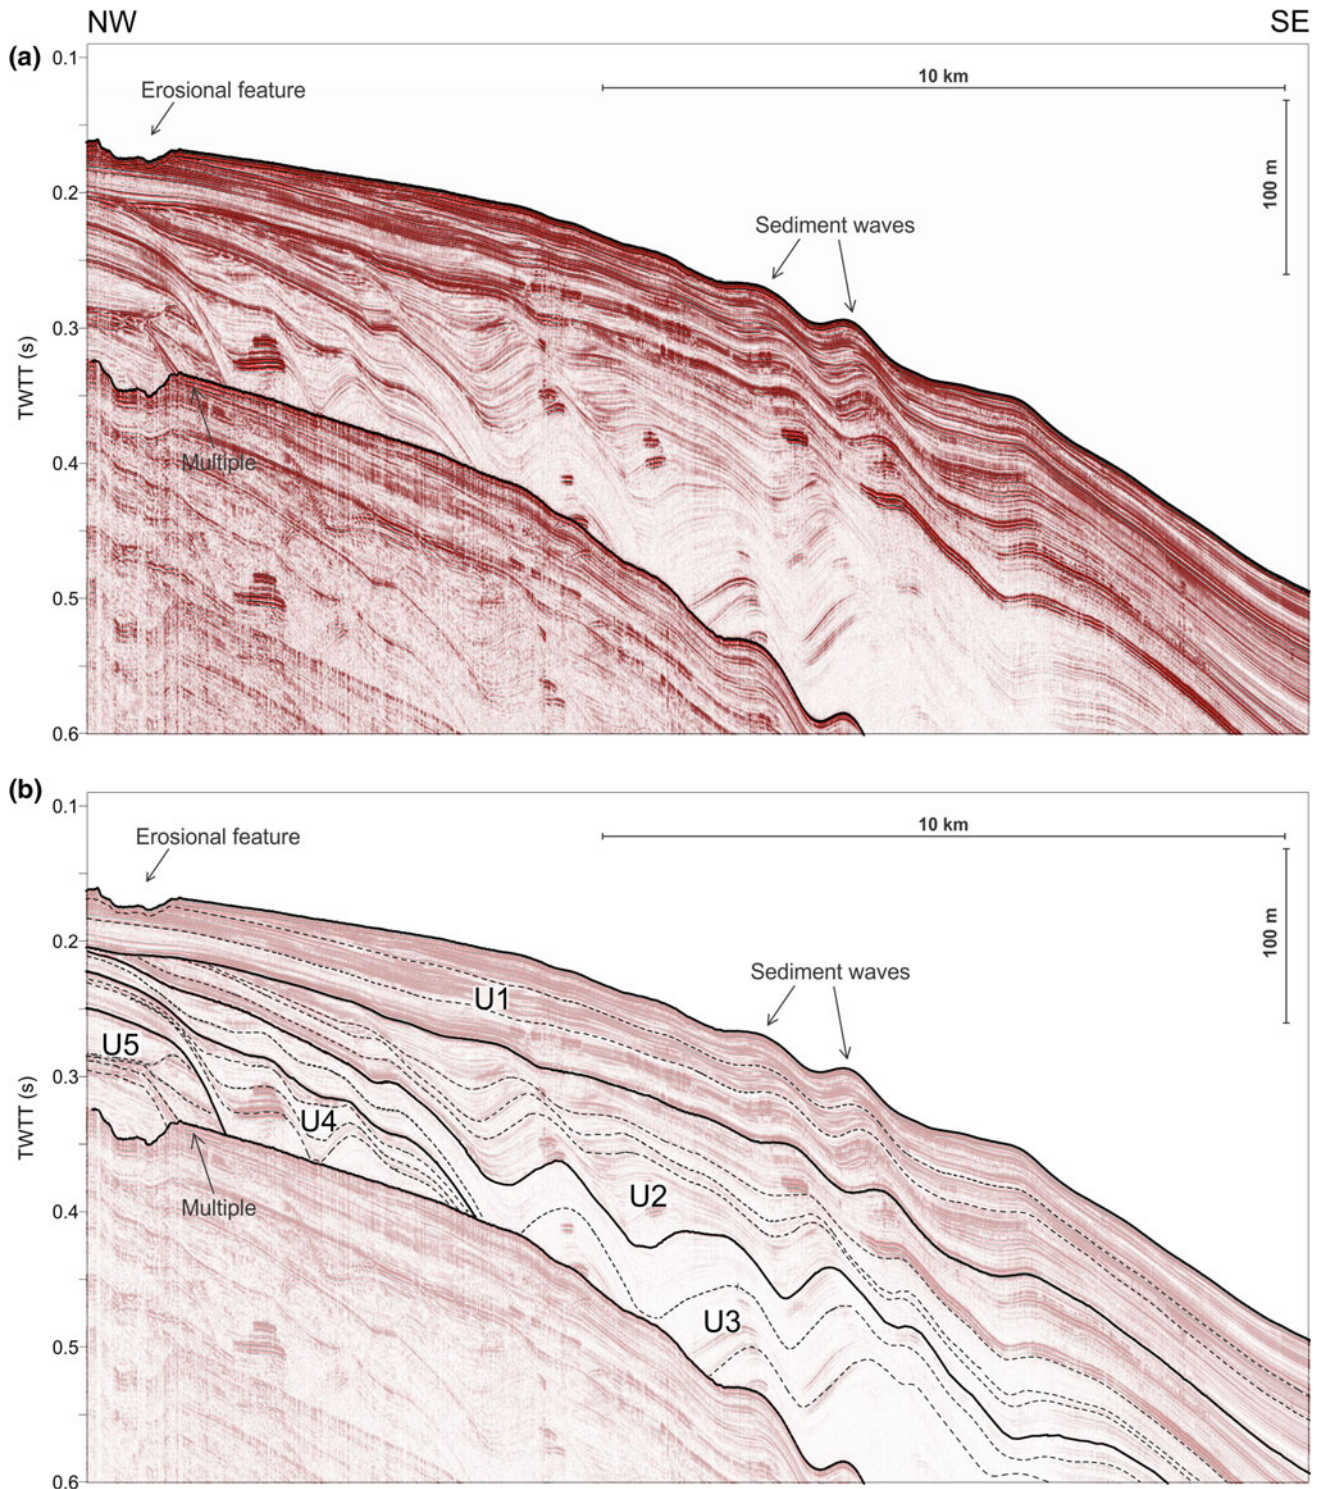 NW SE
(a)
0.1
10 km
Erosional feature
100 m
0.2
Sediment waves
0.3
TWTT (s)
Multiple
0.4
0.5
0.6
(b)
0.1
10 km
Erosional feature
100 m
0.2
Sediment waves
U1
U5
0.3
U4
TWTT (s)
U2
Multiple
0.4
U3
0.5
0.6